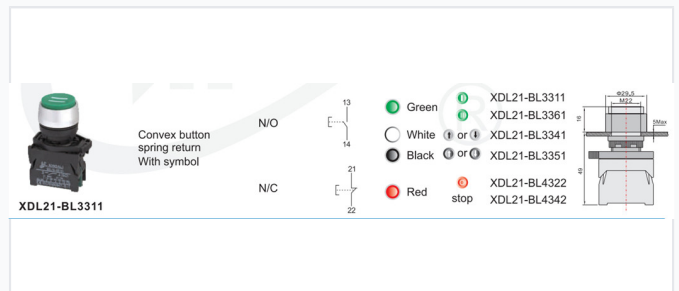 XDL21-BL3311
Convex button
spring return
With symbol
N/O
13
14
Green
XDL21-BL3311
XDL21-BL3361
White
or
XDL21-BL3341
Black
or
XDL21-BL3351
N/C
21
22
Red
XDL21-BL4322
stop
XDL21-BL4342
Φ29,5
M22
16
5Max
49